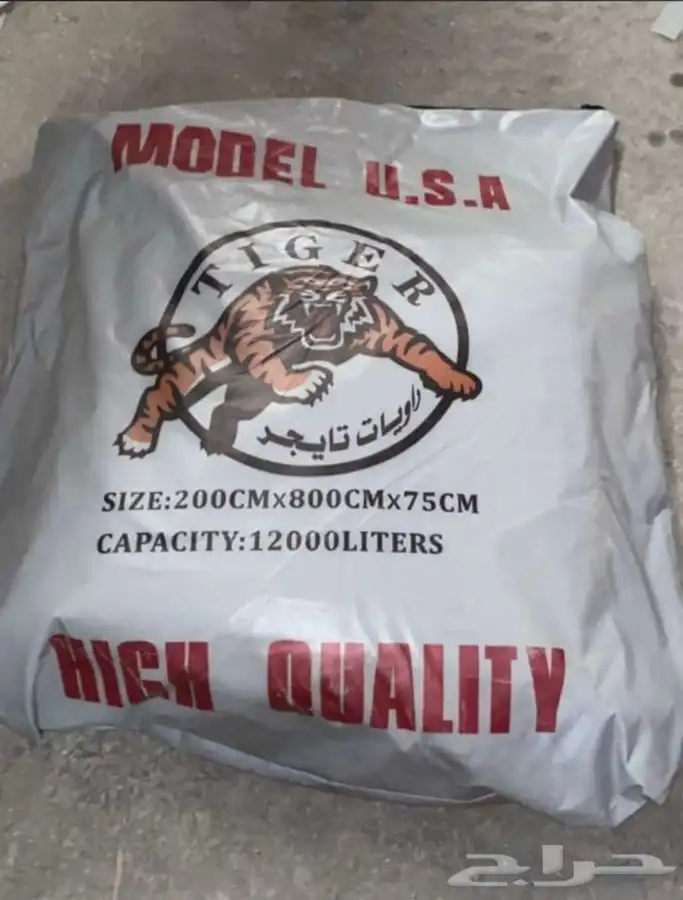 MODEL U.S.A
TIGER
راويات تايجر
SIZE:200CMx800CMx75CM
CAPACITY:12000LITERS
HIGH QUALITY
حراج